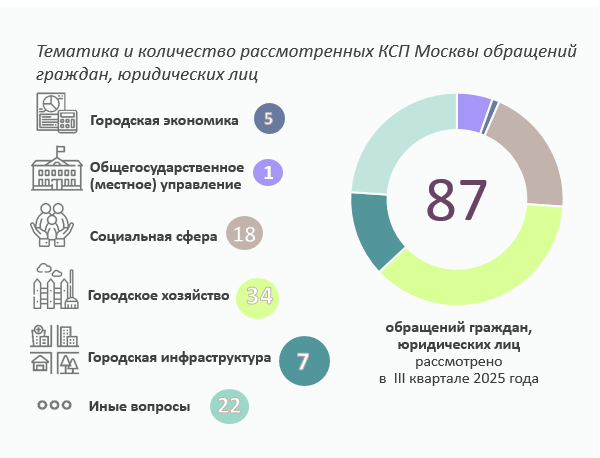 Тематика и количество рассмотренных КСП Москвы обращений
граждан, юридических лиц
Городская экономика 5
Общегосударственное
(местное) управление 1
Социальная сфера 18
Городское хозяйство 34
Городская инфраструктура 7
Иные вопросы 22
87
обращений граждан,
юридических лиц
рассмотрено
в III квартале 2025 года